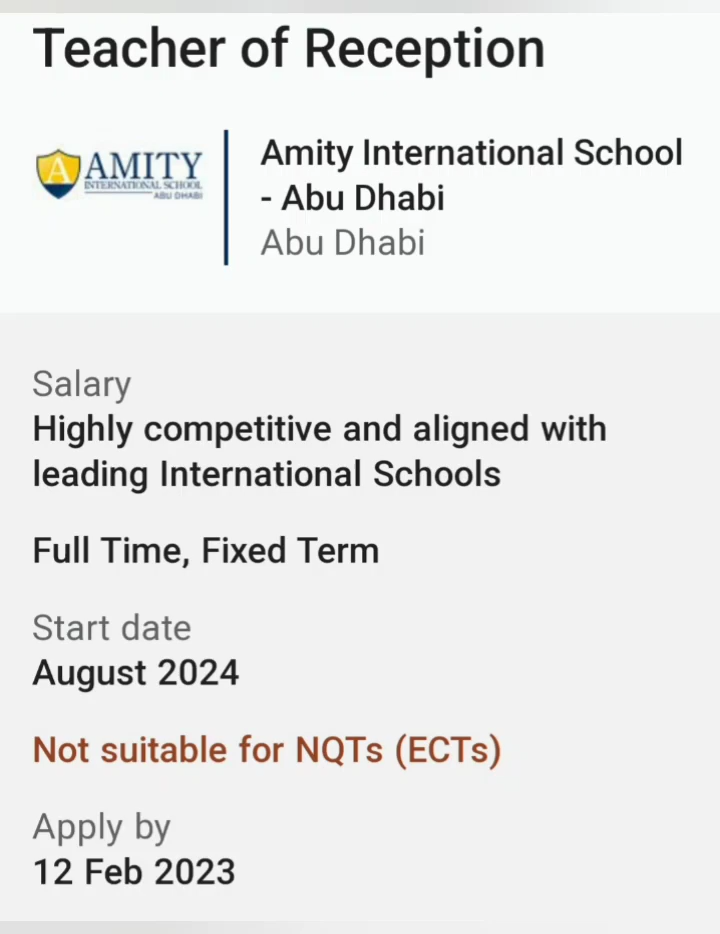 Teacher of Reception
A AMITY
INTERNATIONAL SCHOOL
ABU DHABI
Amity International School
- Abu Dhabi
Abu Dhabi
Salary
Highly competitive and aligned with
leading International Schools
Full Time, Fixed Term
Start date
August 2024
Not suitable for NQTs (ECTs)
Apply by
12 Feb 2023